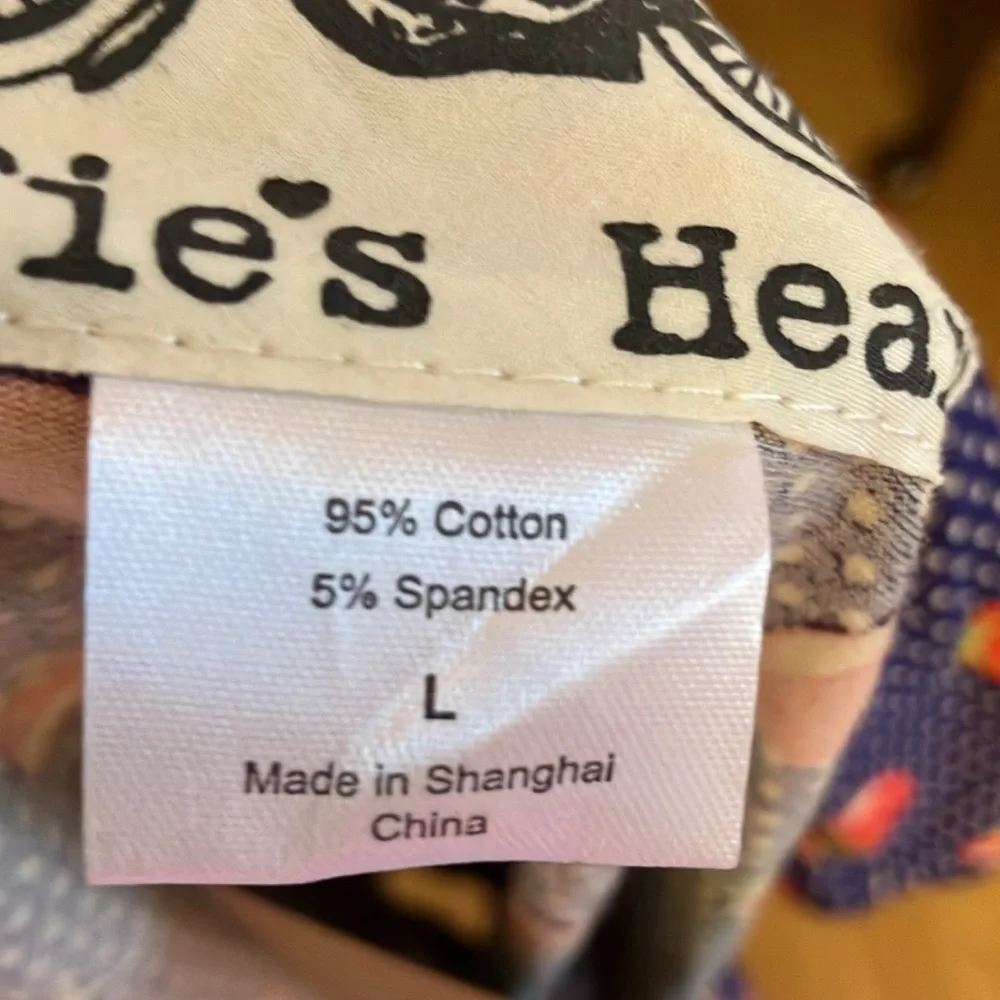 ie's Hea
95% Cotton
5% Spandex
L
Made in Shanghai
China